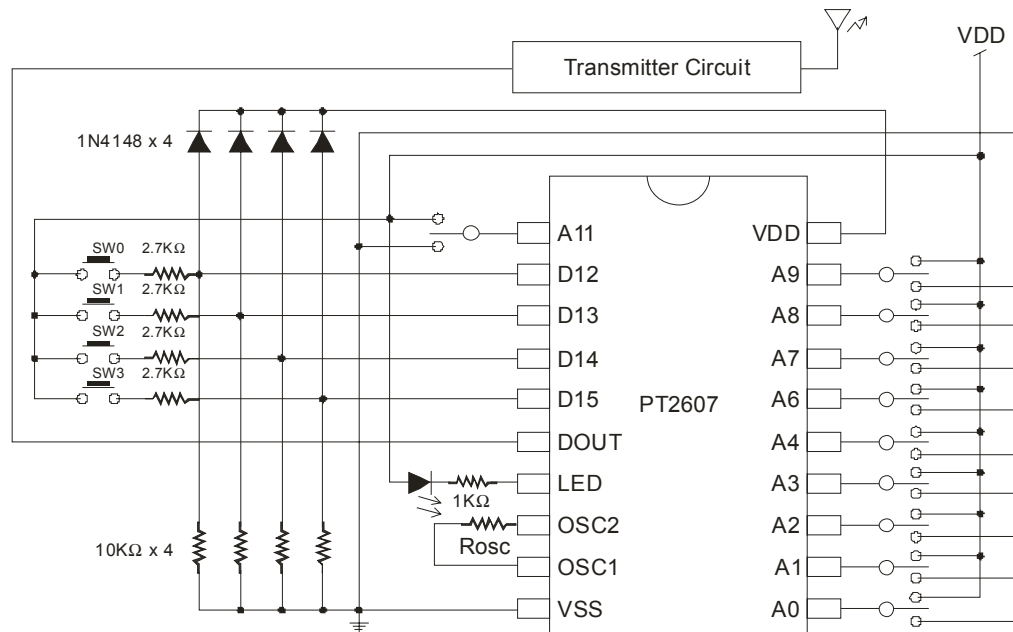 Transmitter Circuit
VDD
1N4148 x 4
A11
VDD
SW0 2.7KΩ
D12
A9
SW1 2.7KΩ
D13
A8
SW2 2.7KΩ
D14
A7
SW3 2.7KΩ
D15
A6
PT2607
DOUT
A4
LED
A3
1KΩ
OSC2
A2
Rosc
10KΩ x 4
OSC1
A1
VSS
A0